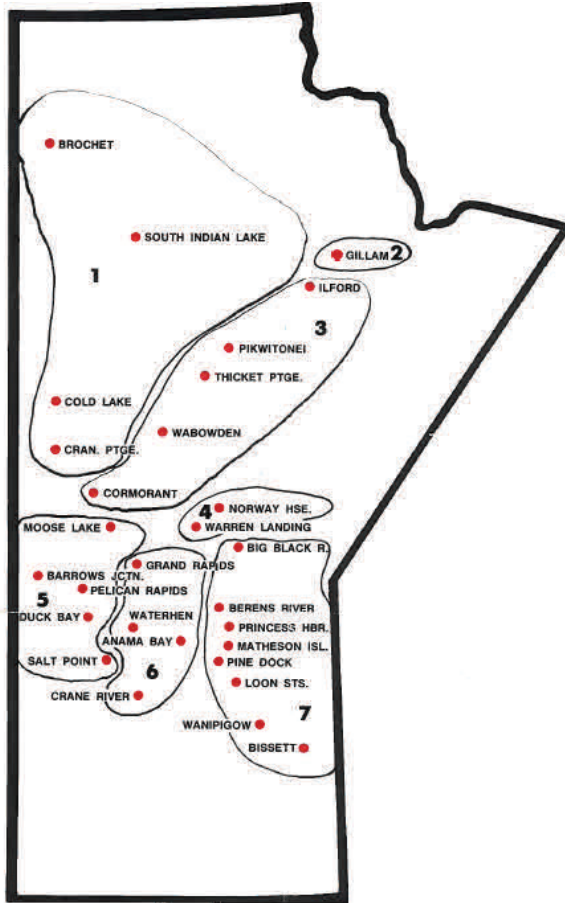 BROCHET
SOUTH INDIAN LAKE
GILLAM 2
1
ILFORD
3
PIKWITONEI
THICKET PTGE.
COLD LAKE
WABOWDEN
CRAN. PTGE.
CORMORANT
4 NORWAY HSE.
MOOSE LAKE
WARREN LANDING
BIG BLACK R.
GRAND RAPIDS
BARROWS JCTN.
PELICAN RAPIDS
5
BERENS RIVER
WATERHEN
DUCK BAY
PRINCESS HBR.
ANAMA BAY
MATHESON ISL.
SALT POINT
PINE DOCK
6
LOON STS.
CRANE RIVER
7
WANIPIGOW
BISSETT